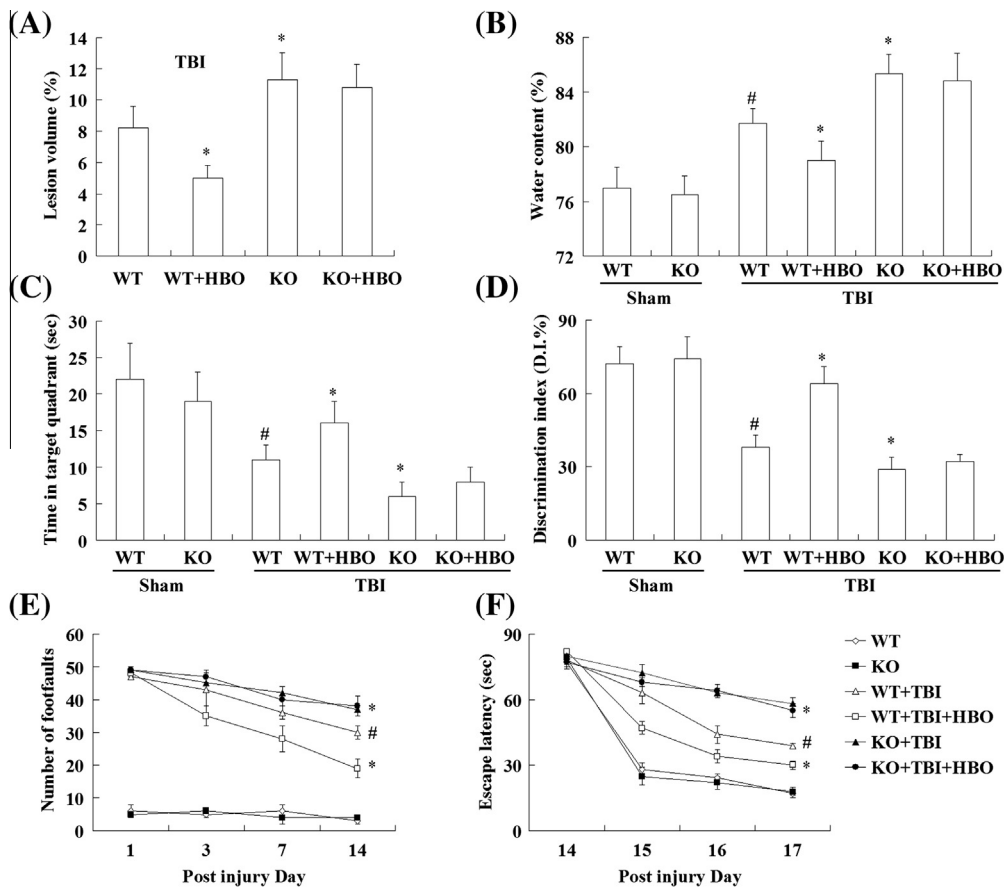 (A)
14
12
10
8
6
4
2
0
Lesion volume (%)
TBI
*
*
WT WT+HBO KO KO+HBO
(B)
88
84
80
76
72
Water content (%)
#
*
*
WT KO WT WT+HBO KO KO+HBO
Sham TBI
(C)
30
25
20
15
10
5
0
Time in target quadrant (sec)
#
*
*
WT KO WT WT+HBO KO KO+HBO
Sham TBI
(D)
90
60
30
0
Discrimination index (D.I.%)
#
*
*
WT KO WT WT+HBO KO KO+HBO
Sham TBI
(E)
60
50
40
30
20
10
0
Number of footfaults
*
#
*
1 3 7 14
Post injury Day
(F)
90
60
30
0
Escape latency (sec)
*
#
*
14 15 16 17
Post injury Day
WT
KO
WT+TBI
WT+TBI+HBO
KO+TBI
KO+TBI+HBO